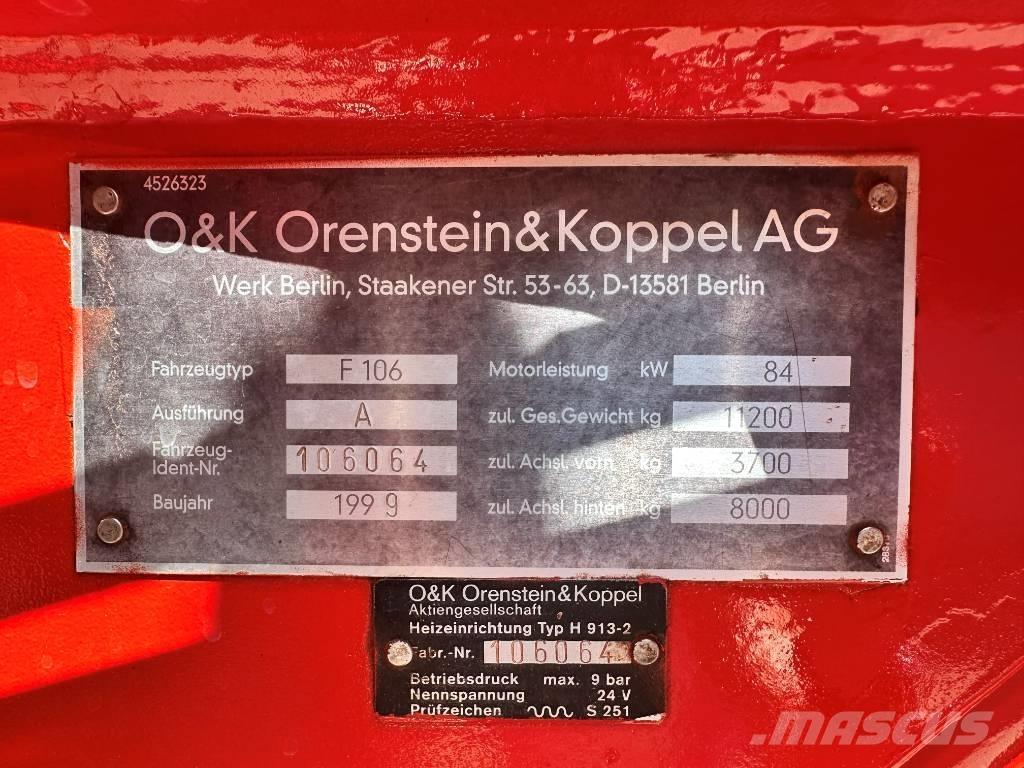 4526323
O&K Orenstein&Koppel AG
Werk Berlin, Staakener Str. 53-63, D-13581 Berlin
Fahrzeugtyp F 106 Motorleistung kW 84
Ausführung A zul. Ges.Gewicht kg 11200
Fahrzeug-
Ident-Nr. 106064 zul. Achsl. vorn kg 3700
Baujahr 199 9 zul. Achsl. hinten kg 8000
O&K Orenstein&Koppel
Aktiengesellschaft
Heizeinrichtung Typ H 913-2
Fabr.-Nr. 106064
Betriebsdruck max. 9 bar
Nennspannung 24 V
Prüfzeichen S 251
MASCUS